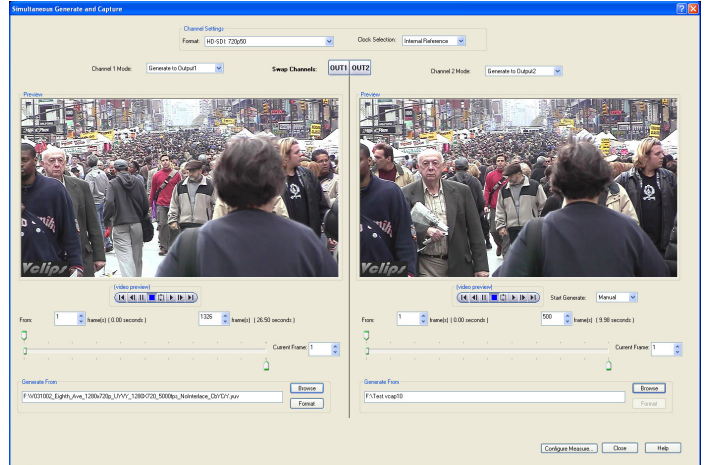 Simultaneous Generate and Capture
Channel Settings
Format: HD-SDI: 720p50
Clock Selection: Internal Reference
Channel 1 Mode: Generate to Output1
Swap Channels: OUT1 OUT2
Channel 2 Mode: Generate to Output2
Preview
Preview
Vclips
Vclips
(video preview)
(video preview)
Start Generate: Manual
From: 1 frame(s) ( 0.00 seconds ) 1326 frame(s) ( 26.50 seconds )
From: 1 frame(s) ( 0.00 seconds ) 500 frame(s) ( 9.98 seconds )
Current Frame: 1
Current Frame: 1
Generate From
Browse
F:\V031002_Eighth_Ave_1280x720p_UYVY_1280X720_5000fps_NoInterlace_CbYCrY.yuv
Format
Generate From
Browse
F:\Test.vcap10
Format
Configure Measure...
Close
Help